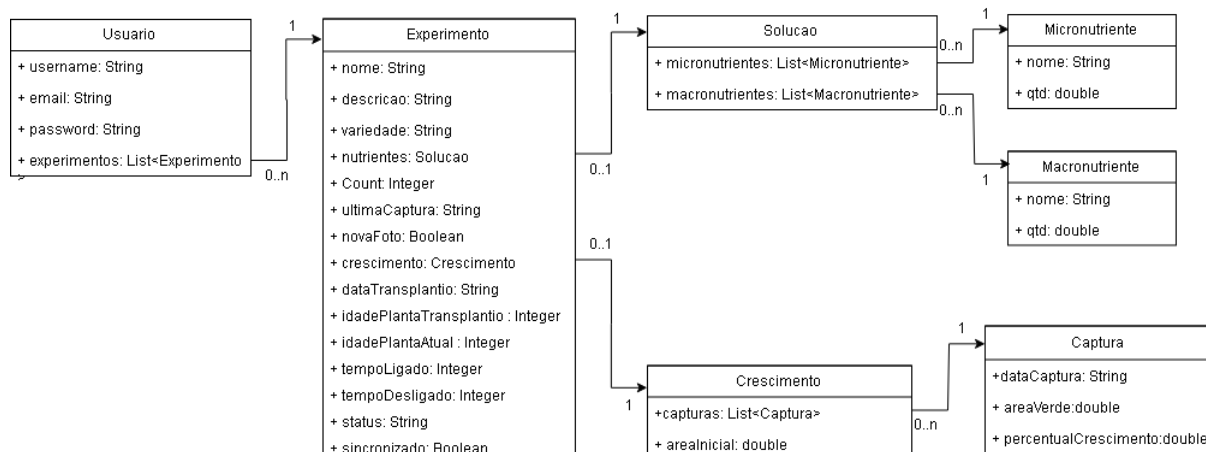 Usuario
+ username: String
+ email: String
+ password: String
+ experimentos: List<Experimento
>
0..n
1
Experimento
+ nome: String
+ descricao: String
+ variedade: String
+ nutrientes: Solucao
+ Count: Integer
+ ultimaCaptura: String
+ novaFoto: Boolean
+ crescimento: Crescimento
+ dataTransplantio: String
+ idadePlantaTransplantio : Integer
+ idadePlantaAtual : Integer
+ tempoLigado: Integer
+ tempoDesligado: Integer
+ status: String
+ sincronizado: Boolean
0..1
1
0..1
1
Solucao
+ micronutrientes: List<Micronutriente>
+ macronutrientes: List<Macronutriente>
0..n
1
0..n
1
Micronutriente
+ nome: String
+ qtd: double
Macronutriente
+ nome: String
+ qtd: double
Crescimento
+capturas: List<Captura>
+ areaInicial: double
0..n
1
Captura
+dataCaptura: String
+ areaVerde:double
+ percentualCrescimento:double